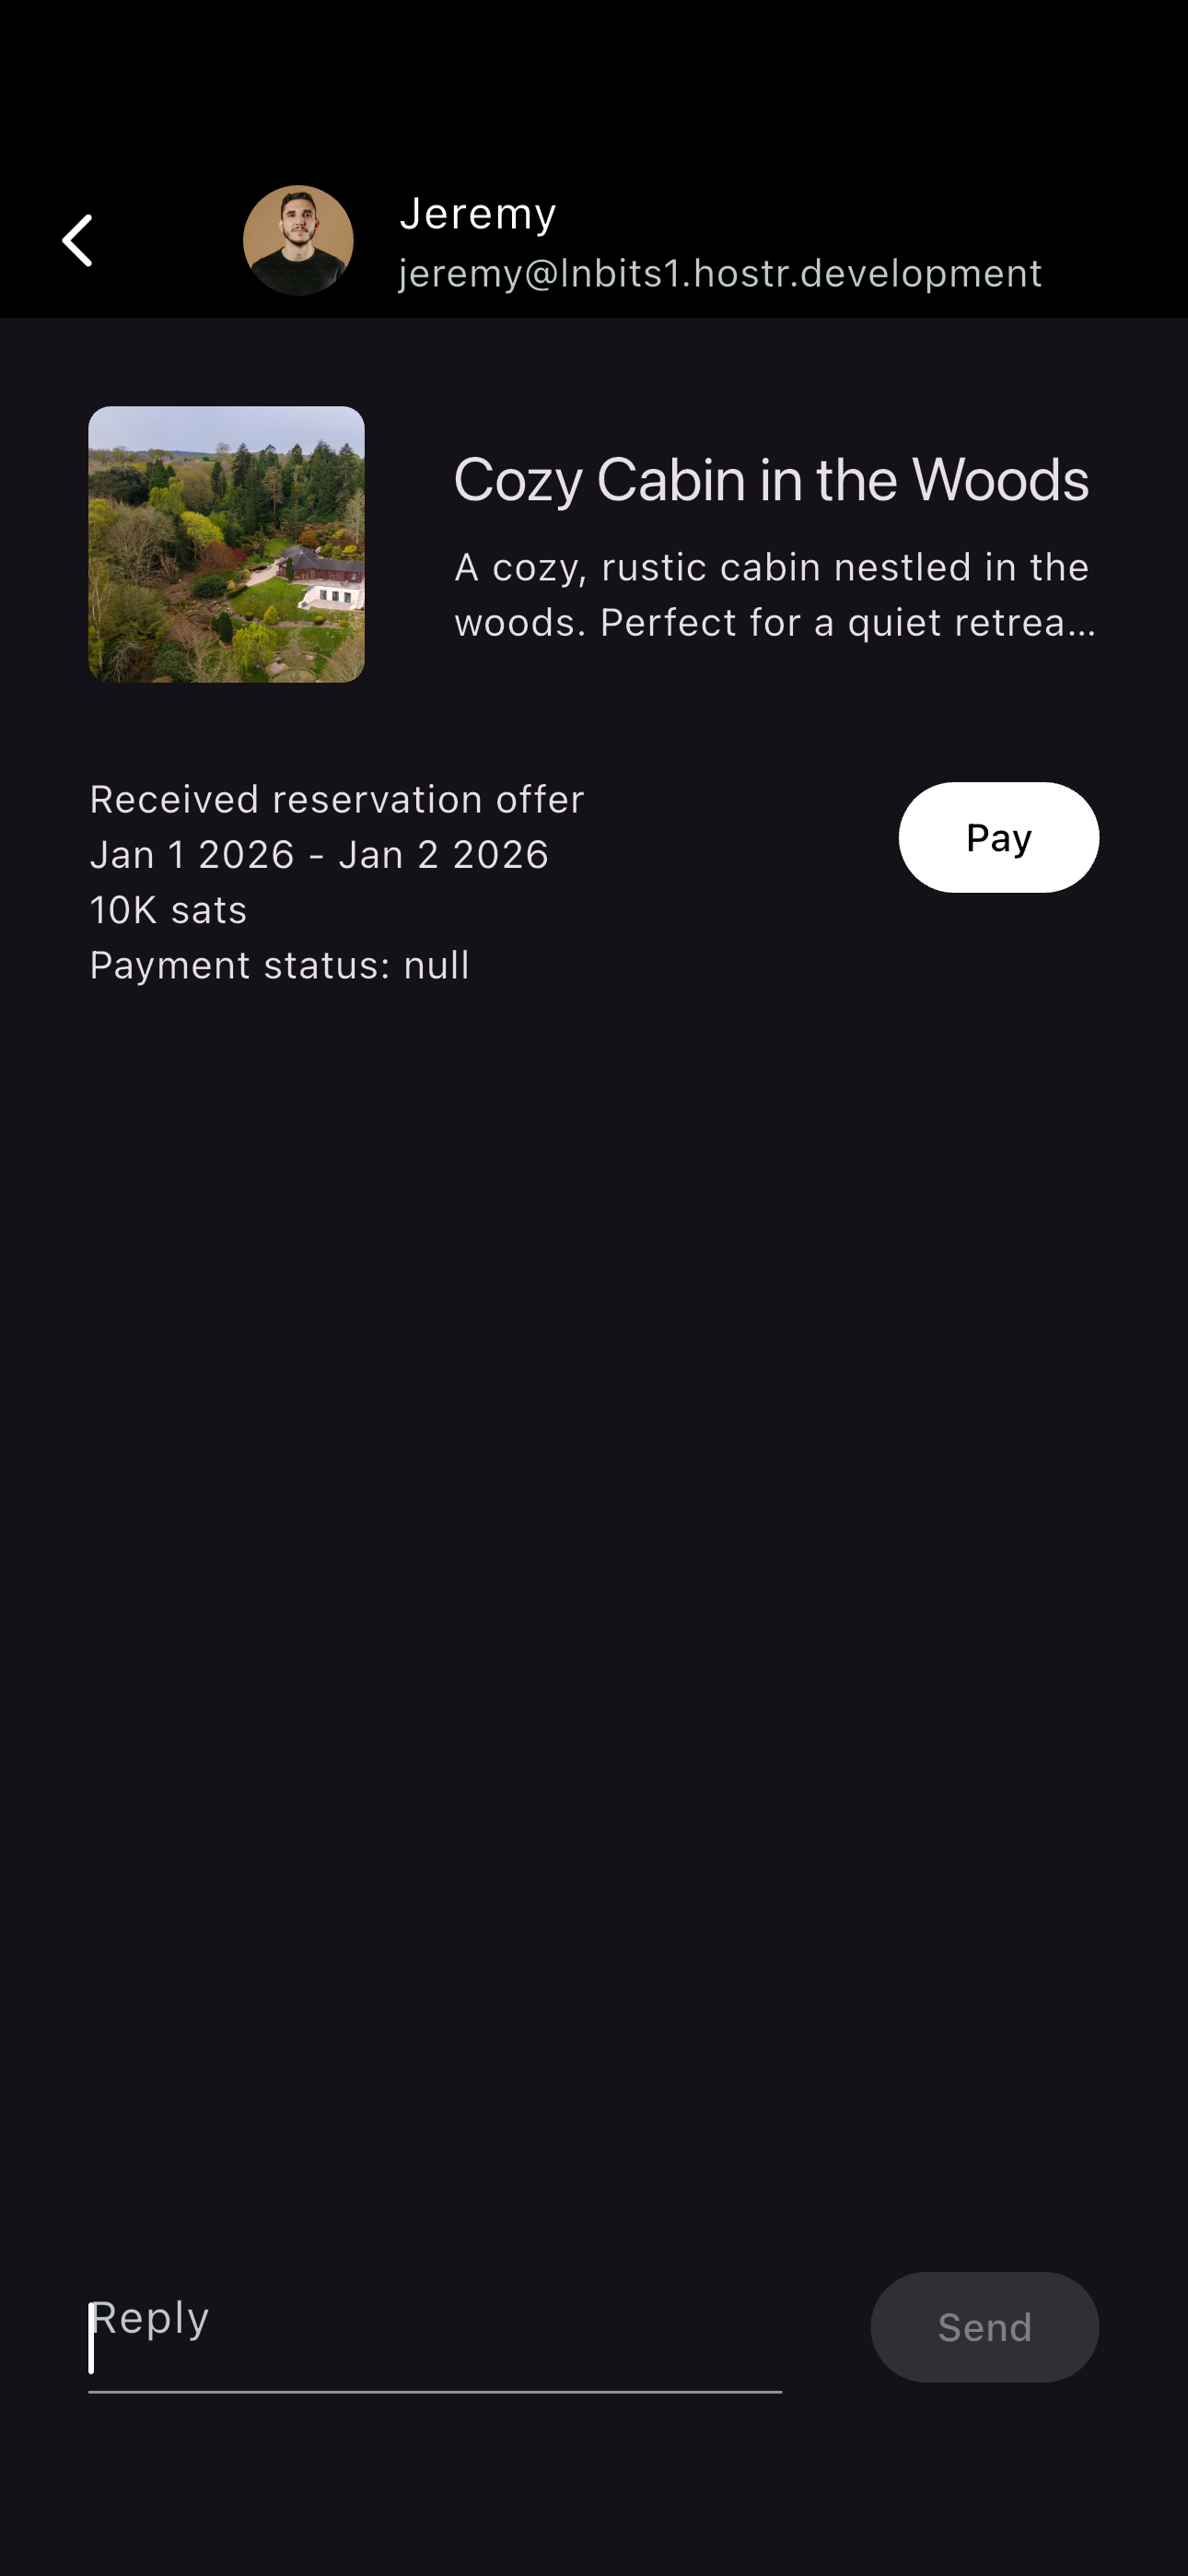 Jeremy
jeremy@lnbits1.hostr.development
Cozy Cabin in the Woods
A cozy, rustic cabin nestled in the
woods. Perfect for a quiet retrea...
Received reservation offer
Jan 1 2026 - Jan 2 2026
10K sats
Payment status: null
Pay
Reply
Send